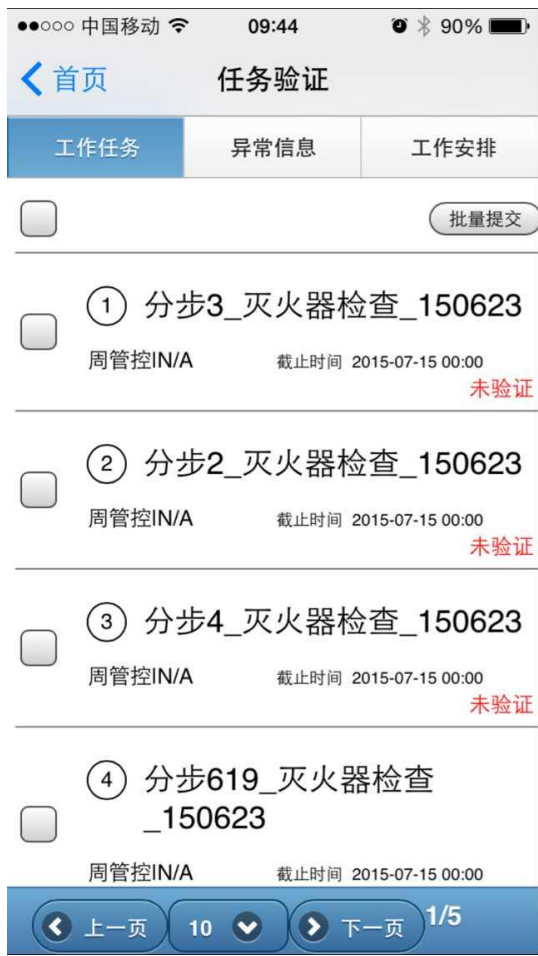 中国移动 09:44 90%
首页 任务验证
工作任务 异常信息 工作安排
批量提交
1 分步3_灭火器检查_150623
周管控IN/A 截止时间 2015-07-15 00:00
未验证
2 分步2_灭火器检查_150623
周管控IN/A 截止时间 2015-07-15 00:00
未验证
3 分步4_灭火器检查_150623
周管控IN/A 截止时间 2015-07-15 00:00
未验证
4 分步619_灭火器检查
_150623
周管控IN/A 截止时间 2015-07-15 00:00
上一页 10 下一页 1/5